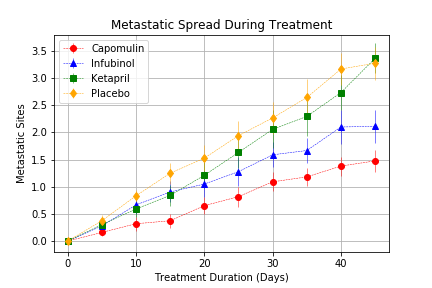 Metastatic Spread During Treatment
Capomulin
Infubinol
Ketapril
Placebo
Metastatic Sites
3.5
3.0
2.5
2.0
1.5
1.0
0.5
0.0
0 10 20 30 40
Treatment Duration (Days)